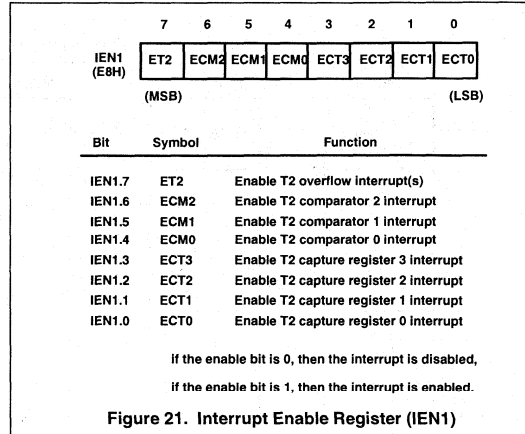 7 6 5 4 3 2 1 0
IEN1 ET2 ECM2 ECM1 ECM0 ECT3 ECT2 ECT1 ECT0
(E8H)
(MSB) (LSB)
Bit Symbol Function
IEN1.7 ET2 Enable T2 overflow interrupt(s)
IEN1.6 ECM2 Enable T2 comparator 2 interrupt
IEN1.5 ECM1 Enable T2 comparator 1 interrupt
IEN1.4 ECM0 Enable T2 comparator 0 interrupt
IEN1.3 ECT3 Enable T2 capture register 3 interrupt
IEN1.2 ECT2 Enable T2 capture register 2 interrupt
IEN1.1 ECT1 Enable T2 capture register 1 interrupt
IEN1.0 ECT0 Enable T2 capture register 0 interrupt
if the enable bit is 0, then the interrupt is disabled,
if the enable bit is 1, then the interrupt is enabled.
Figure 21. Interrupt Enable Register (IEN1)